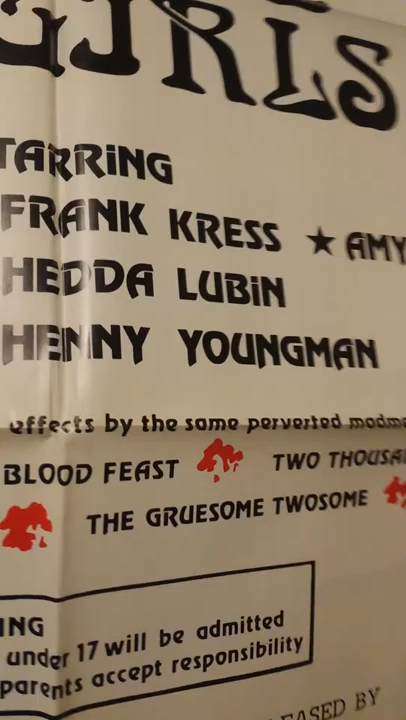 GIRLS
TARRING
FRANK KRESS ★ AMY
HEDDA LUBIN
HENNY YOUNGMAN
effects by the same perverted madm
BLOOD FEAST TWO THOUSA
THE GRUESOME TWOSOME
ING
under 17 will be admitted
parents accept responsibility
EASED BY